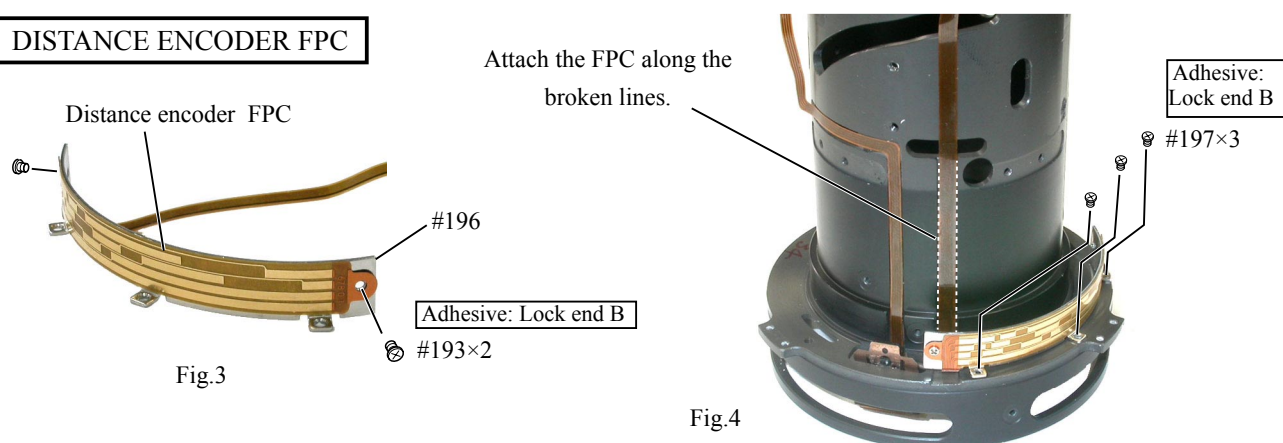 DISTANCE ENCODER FPC
Distance encoder FPC
#196
Adhesive: Lock end B
#193×2
Fig.3
Attach the FPC along the
broken lines.
Adhesive:
Lock end B
#197×3
Fig.4